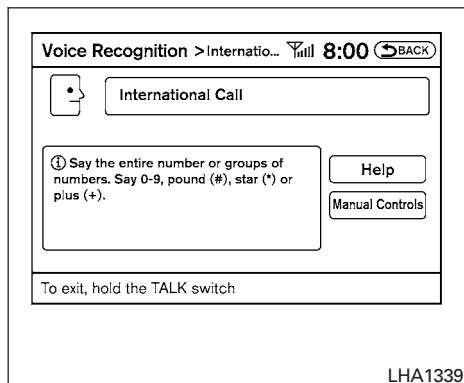 Voice Recognition > Internatio... 8:00 BACK
International Call
ⓘ Say the entire number or groups of
numbers. Say 0-9, pound (#), star (*) or
plus (+).
Help
Manual Controls
To exit, hold the TALK switch
LHA1339